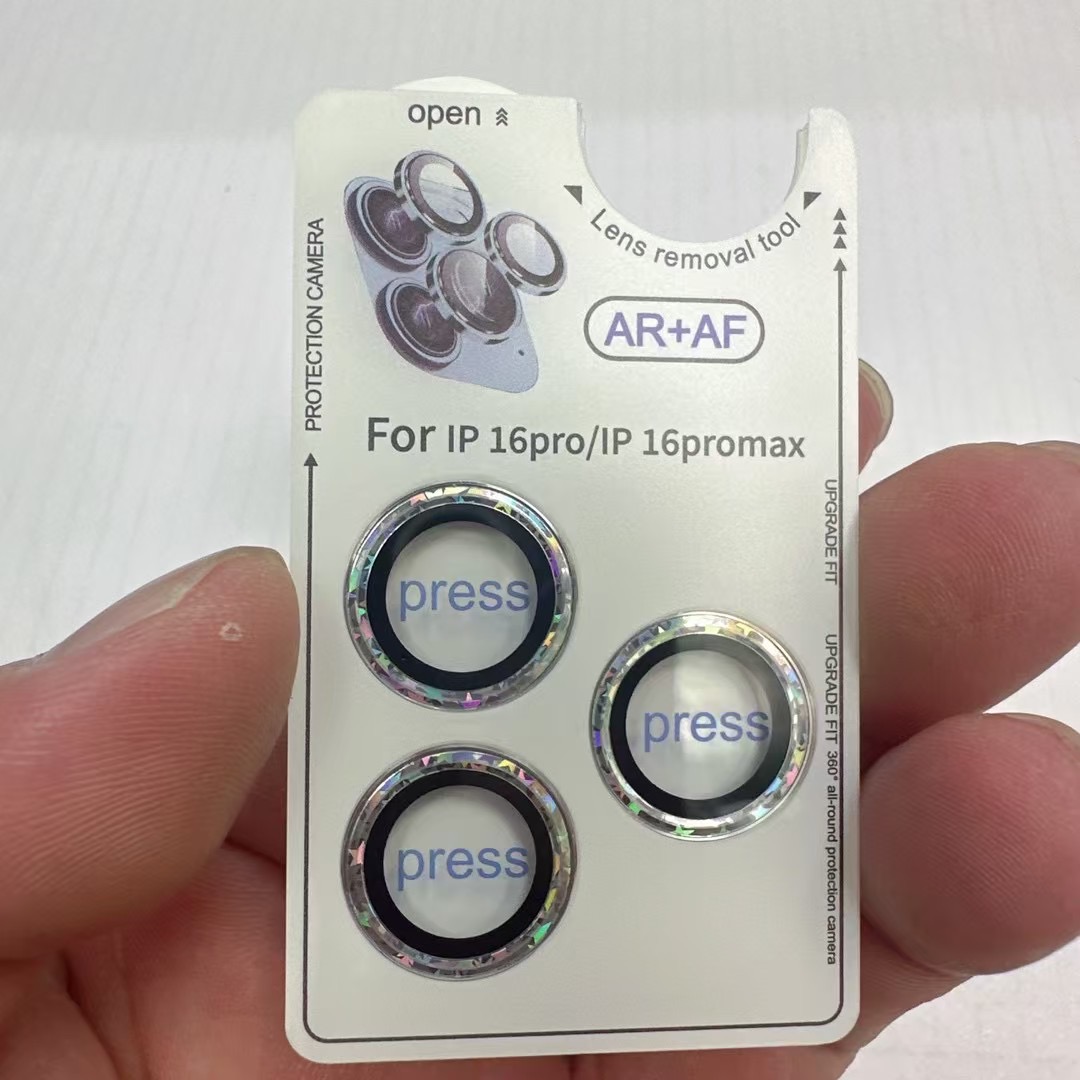 open
Lens removal tool
PROTECTION CAMERA
AR+AF
For IP 16pro/IP 16promax
UPGRADE FIT
UPGRADE FIT 360° all-round protection camera
press
press
press